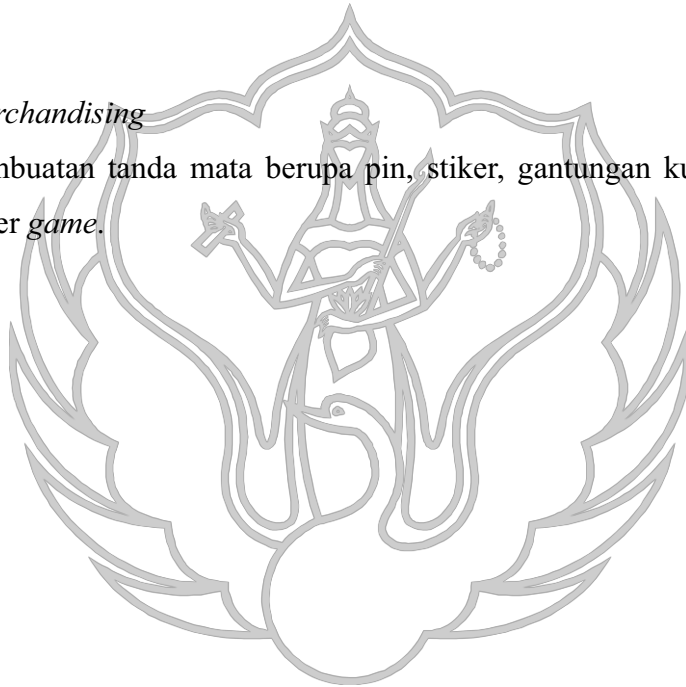 rchandising
nbuatan tanda mata berupa pin, stiker, gantungan ku
er game.